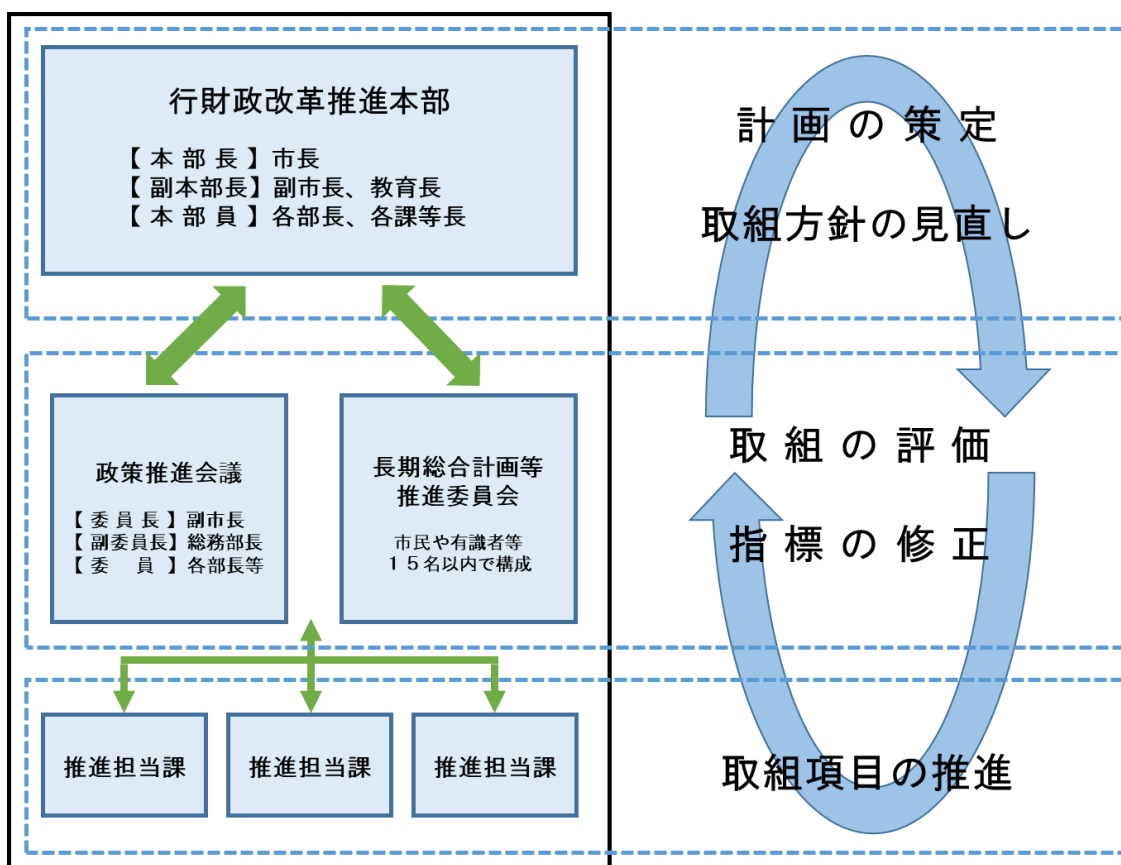 行財政改革推進本部
【 本 部 長 】市長
【 副本部長】副市長、教育長
【 本 部 員 】各部長、各課等長
計 画 の 策 定
取組方針の見直し
政策推進会議
【 委 員 長 】副市長
【 副委員長】総務部長
【 委　 員 】各部長等
長期総合計画等
推進委員会
市民や有識者等
１５名以内で構成
取 組 の 評 価
指 標 の 修 正
推進担当課
推進担当課
推進担当課
取組項目の推進